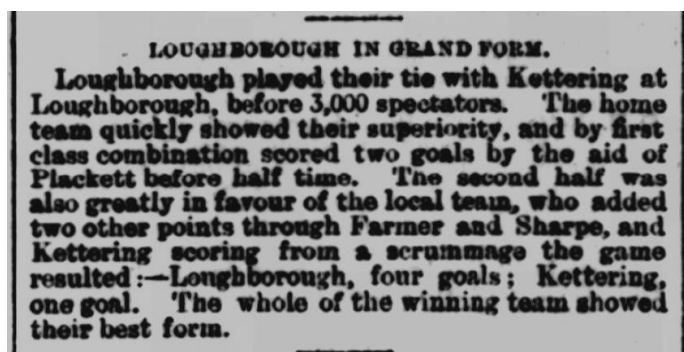 LOUGHBOROUGH IN GRAND FORM.
Loughborough played their tie with Kettering at
Loughborough, before 3,000 spectators. The home
team quickly showed their superiority, and by first
class combination scored two goals by the aid of
Plackett before half time. The second half was
also greatly in favour of the local team, who added
two other points through Farmer and Sharpe, and
Kettering scoring from a scrummage the game
resulted:—Loughborough, four goals; Kettering,
one goal. The whole of the winning team showed
their best form.